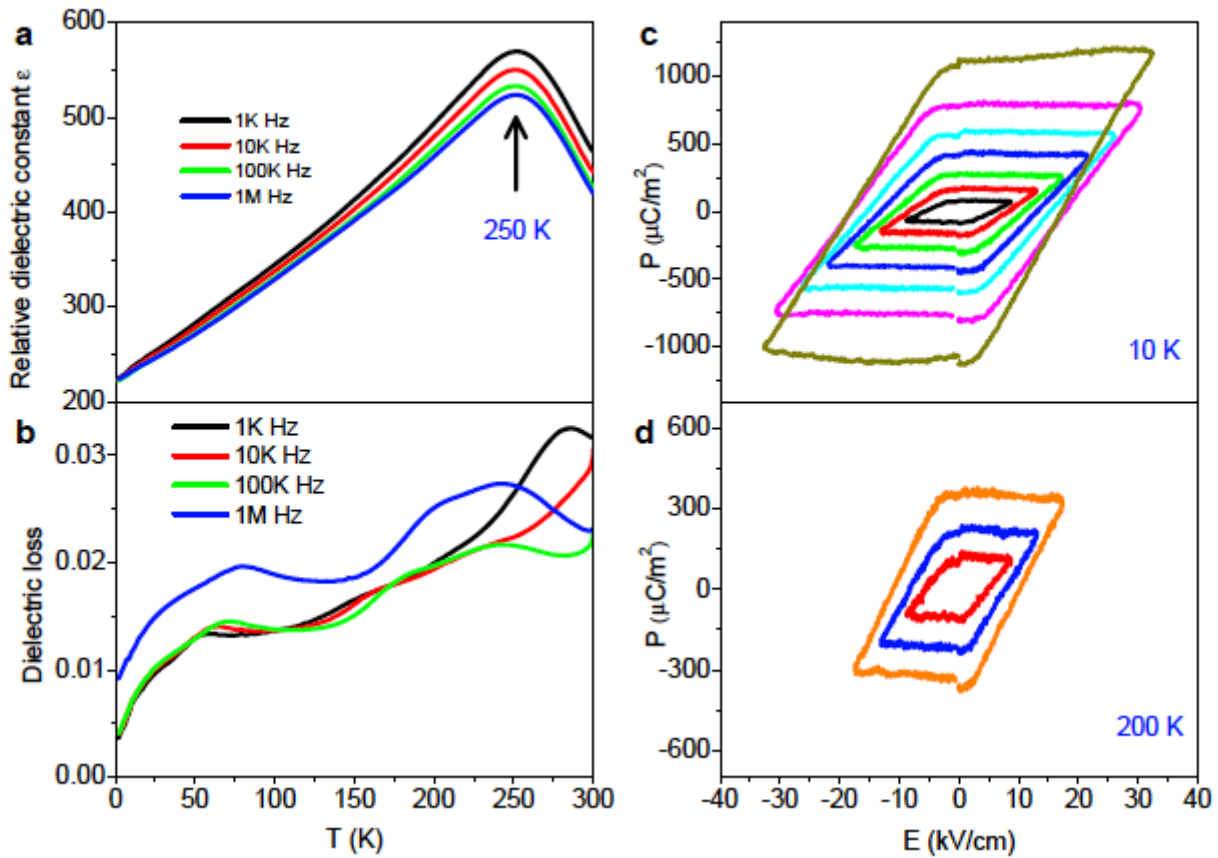 a
600
500
400
300
200
Relative dielectric constant ε
1K Hz
10K Hz
100K Hz
1M Hz
250 K
b
0.03
0.02
0.01
0.00
Dielectric loss
1K Hz
10K Hz
100K Hz
1M Hz
0 50 100 150 200 250 300
T (K)
c
1000
500
0
-500
-1000
P (μC/m²)
10 K
d
600
300
0
-300
-600
P (μC/m²)
200 K
-40 -30 -20 -10 0 10 20 30 40
E (kV/cm)